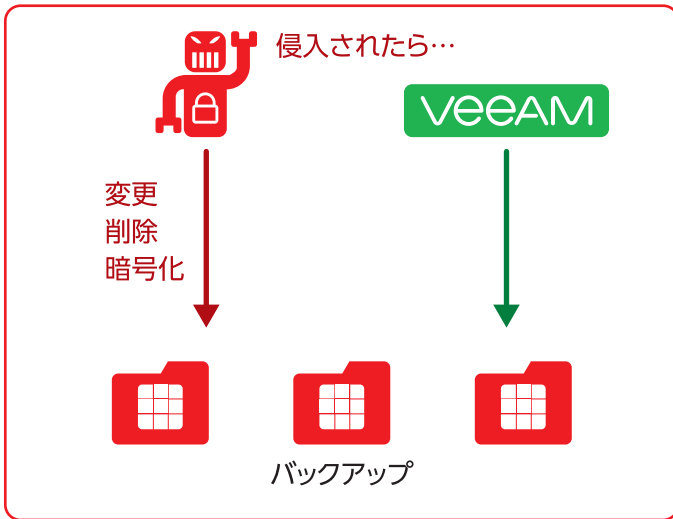 侵入されたら…
veeAM
変更
削除
暗号化
バックアップ